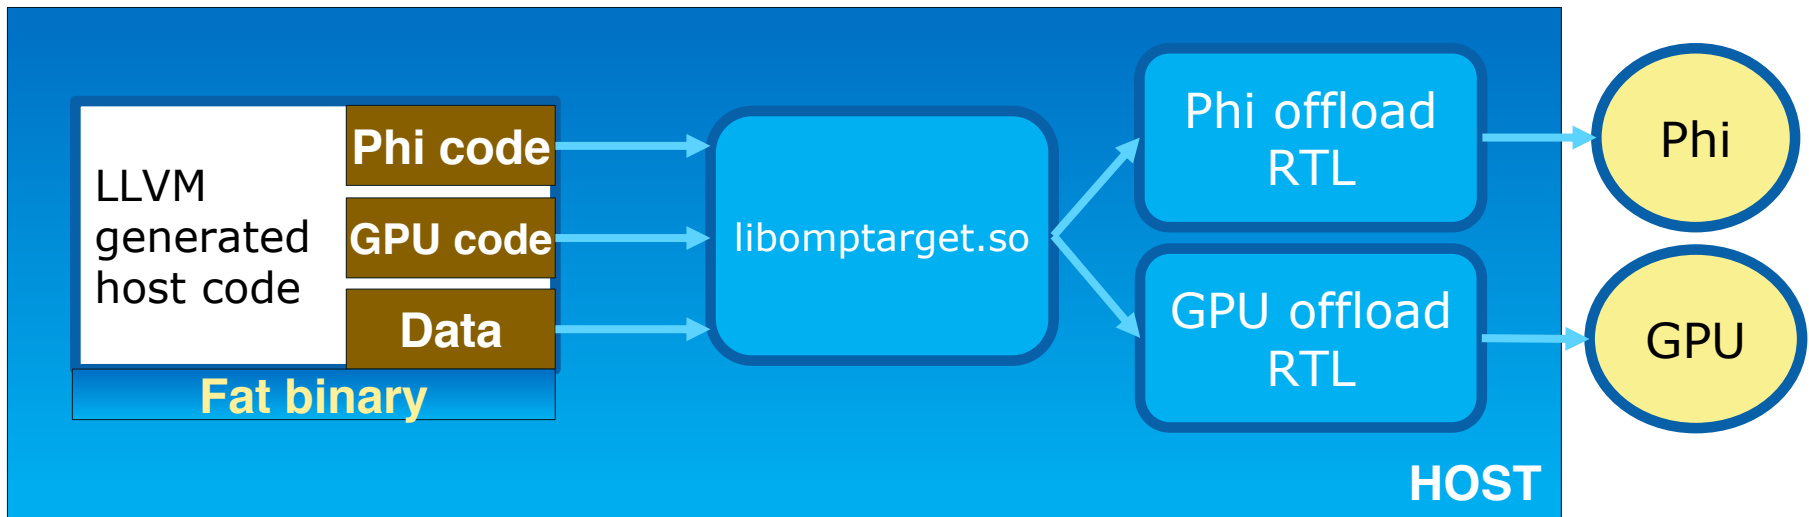 LLVM
generated
host code
Phi code
GPU code
Data
Fat binary
libomptarget.so
Phi offload
RTL
GPU offload
RTL
Phi
GPU
HOST